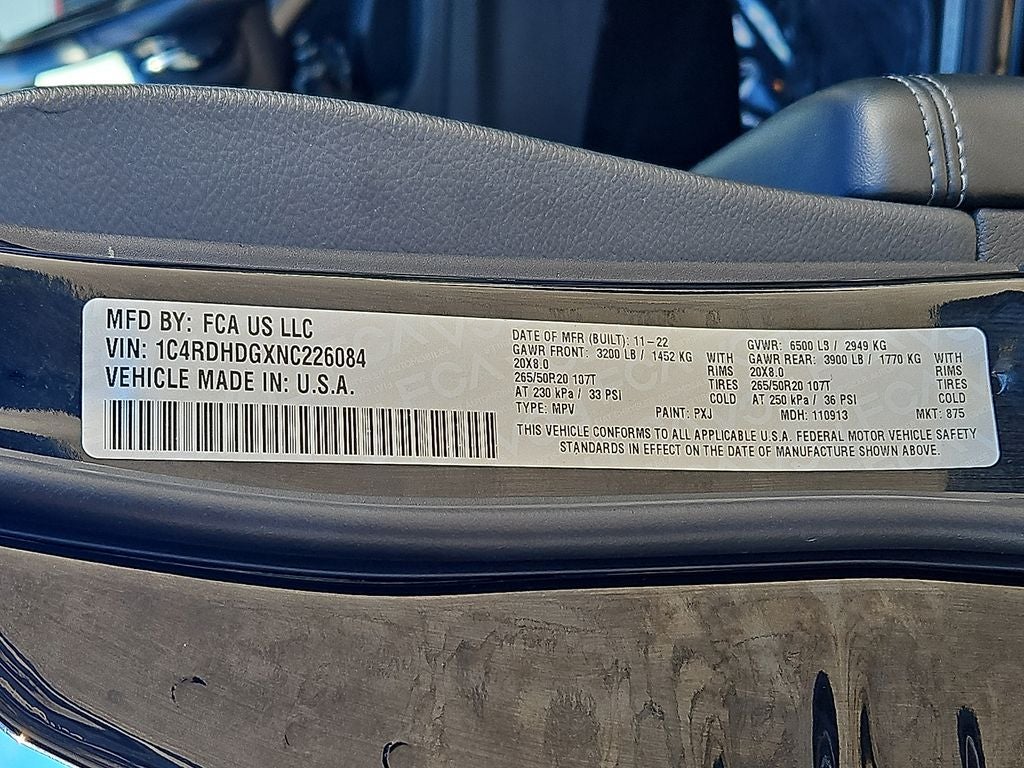 MFD BY: FCA US LLC
VIN: 1C4RDHDGXNC226084
VEHICLE MADE IN: U.S.A.
DATE OF MFR (BUILT): 11-22
GAWR FRONT: 3200 LB / 1452 KG WITH
20X8.0 RIMS
265/50R20 107T TIRES
AT 230 kPa / 33 PSI COLD
TYPE: MPV PAINT: PXJ
GVWR: 6500 LB / 2949 KG
GAWR REAR: 3900 LB / 1770 KG WITH
20X8.0 RIMS
265/50R20 107T TIRES
AT 250 kPa / 36 PSI COLD
MDH: 110913 MKT: 875
THIS VEHICLE CONFORMS TO ALL APPLICABLE U.S.A. FEDERAL MOTOR VEHICLE SAFETY
STANDARDS IN EFFECT ON THE DATE OF MANUFACTURE SHOWN ABOVE.